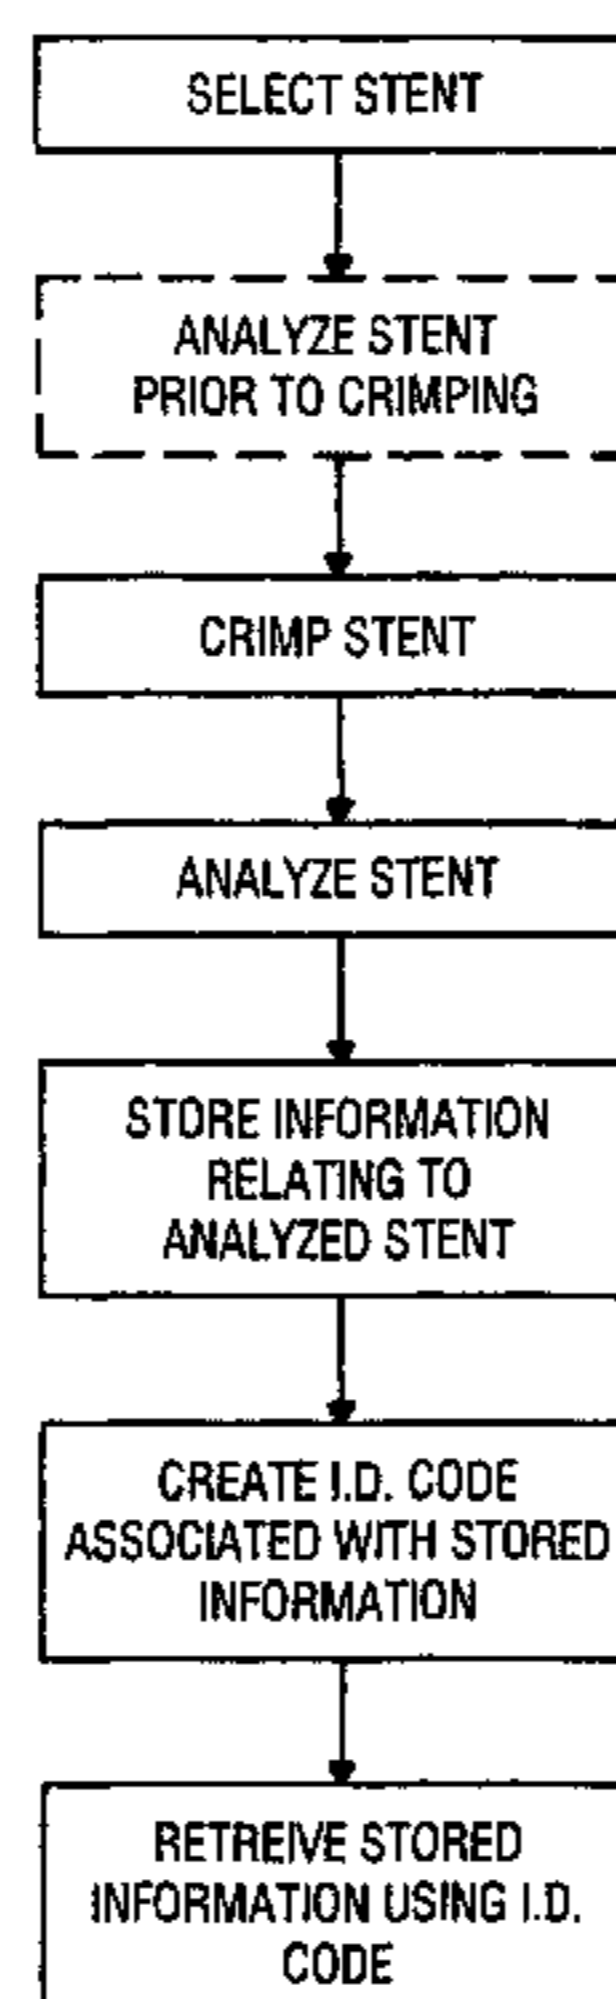 SELECT STENT
ANALYZE STENT
PRIOR TO CRIMPING
CRIMP STENT
ANALYZE STENT
STORE INFORMATION
RELATING TO
ANALYZED STENT
CREATE I.D. CODE
ASSOCIATED WITH STORED
INFORMATION
RETREIVE STORED
INFORMATION USING I.D.
CODE